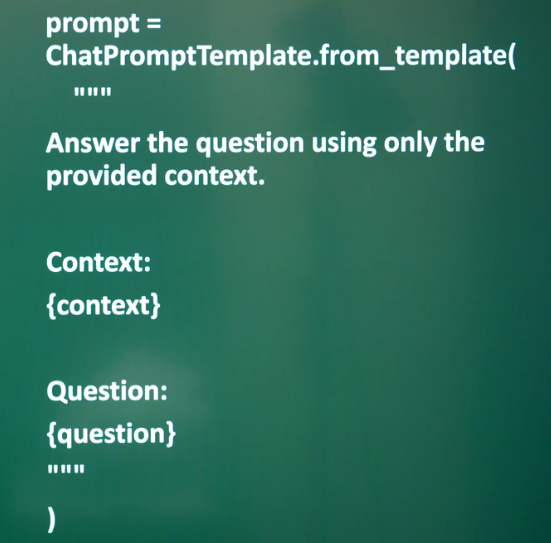 prompt =
ChatPromptTemplate.from_template(
"""
Answer the question using only the
provided context.
Context:
{context}
Question:
{question}
"""
)